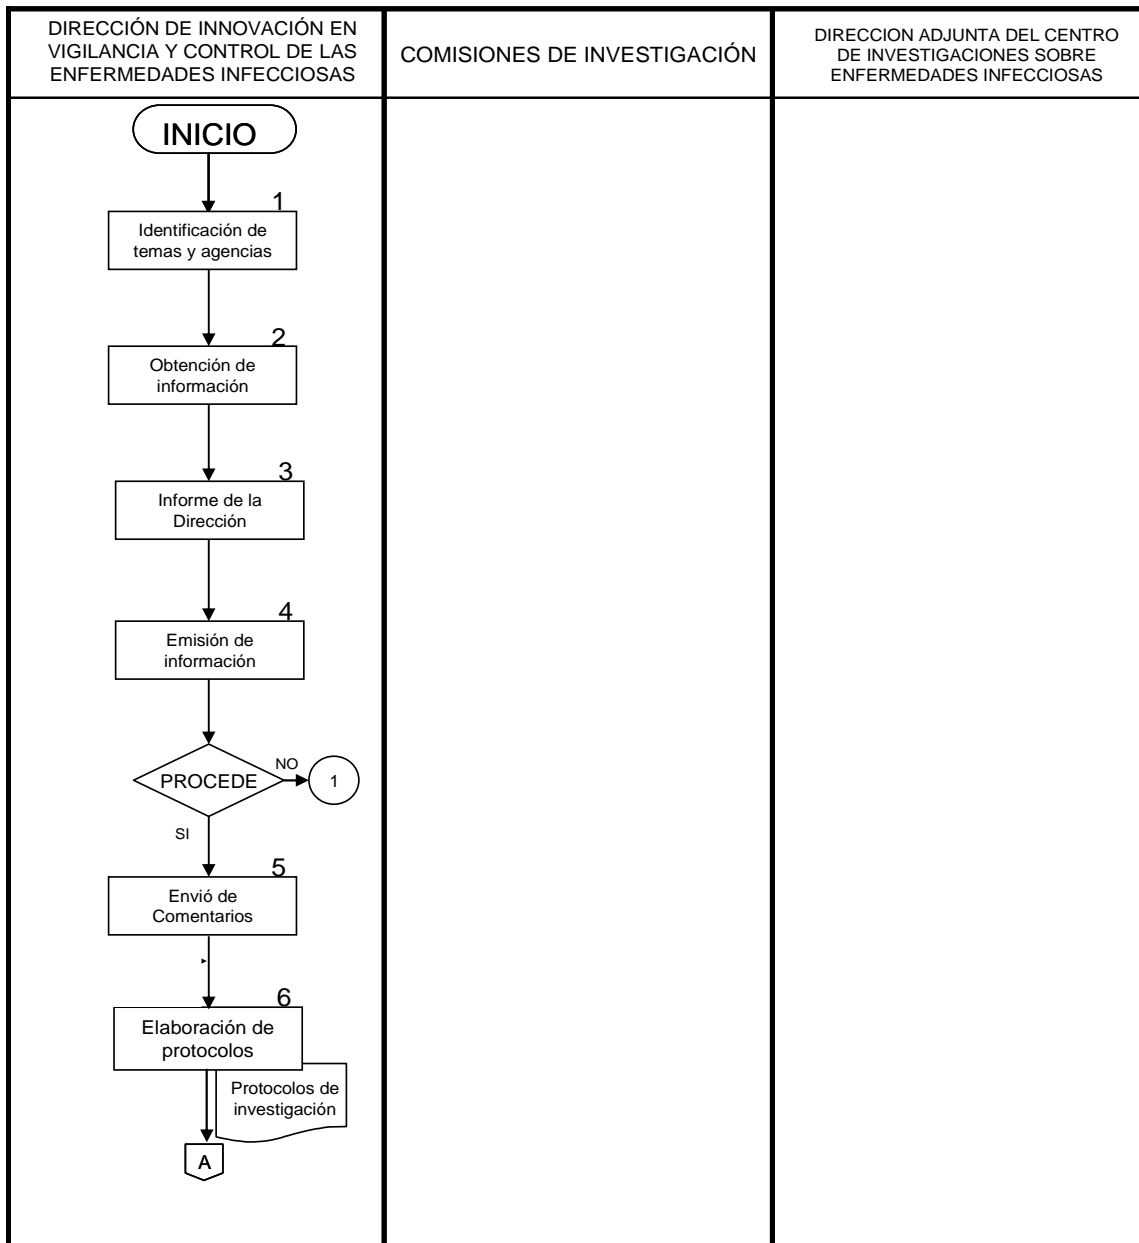 DIRECCIÓN DE INNOVACIÓN EN
VIGILANCIA Y CONTROL DE LAS
ENFERMEDADES INFECCIOSAS
COMISIONES DE INVESTIGACIÓN
DIRECCION ADJUNTA DEL CENTRO
DE INVESTIGACIONES SOBRE
ENFERMEDADES INFECCIOSAS
INICIO
1
Identificación de
temas y agencias
2
Obtención de
información
3
Informe de la
Dirección
4
Emisión de
información
PROCEDE
NO
1
SI
5
Envió de
Comentarios
6
Elaboración de
protocolos
Protocolos de
investigación
A